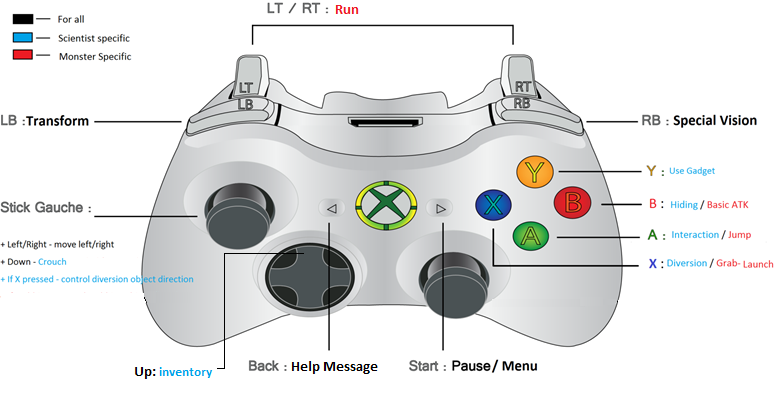 LT / RT : Run
For all
Scientist specific
Monster Specific
LT
RT
LB
RB
LB : Transform
RB : Special Vision
Y
Y : Use Gadget
X
B
B : Hiding / Basic ATK
Stick Gauche :
A
A : Interaction / Jump
+ Left/Right - move left/right
+ Down - Crouch
X : Diversion / Grab- Launch
+ If X pressed - control diversion object direction
Up: inventory
Back : Help Message
Start : Pause/ Menu